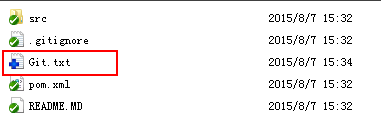 src 2015/8/7 15:32
.gitignore 2015/8/7 15:32
Git.txt 2015/8/7 15:34
pom.xml 2015/8/7 15:32
README.MD 2015/8/7 15:32